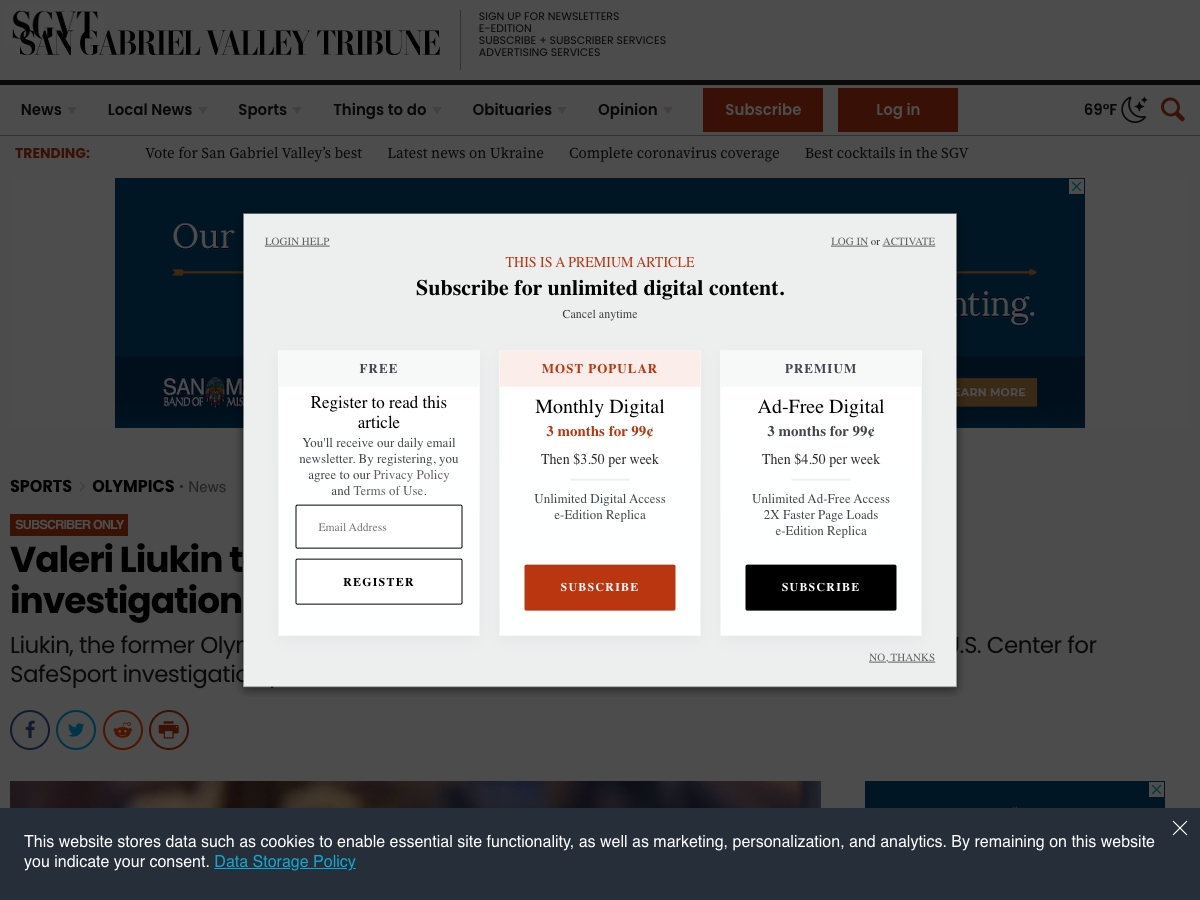 SGVT
SAN GABRIEL VALLEY TRIBUNE
SIGN UP FOR NEWSLETTERS
E-EDITION
SUBSCRIBE + SUBSCRIBER SERVICES
ADVERTISING SERVICES
News Local News Sports Things to do Obituaries Opinion Subscribe Log in 69°F
TRENDING: Vote for San Gabriel Valley's best Latest news on Ukraine Complete coronavirus coverage Best cocktails in the SGV
Our
nting.
SAN M
BAND OF MIS
EARN MORE
LOGIN HELP
LOG IN or ACTIVATE
THIS IS A PREMIUM ARTICLE
Subscribe for unlimited digital content.
Cancel anytime
FREE
Register to read this
article
You'll receive our daily email
newsletter. By registering, you
agree to our Privacy Policy
and Terms of Use.
Email Address
REGISTER
MOST POPULAR
Monthly Digital
3 months for 99¢
Then $3.50 per week
Unlimited Digital Access
e-Edition Replica
SUBSCRIBE
PREMIUM
Ad-Free Digital
3 months for 99¢
Then $4.50 per week
Unlimited Ad-Free Access
2X Faster Page Loads
e-Edition Replica
SUBSCRIBE
NO, THANKS
SPORTS OLYMPICS • News
SUBSCRIBER ONLY
Valeri Liukin t
investigation
Liukin, the former Olyr .S. Center for
SafeSport investigati
This website stores data such as cookies to enable essential site functionality, as well as marketing, personalization, and analytics. By remaining on this website
you indicate your consent. Data Storage Policy